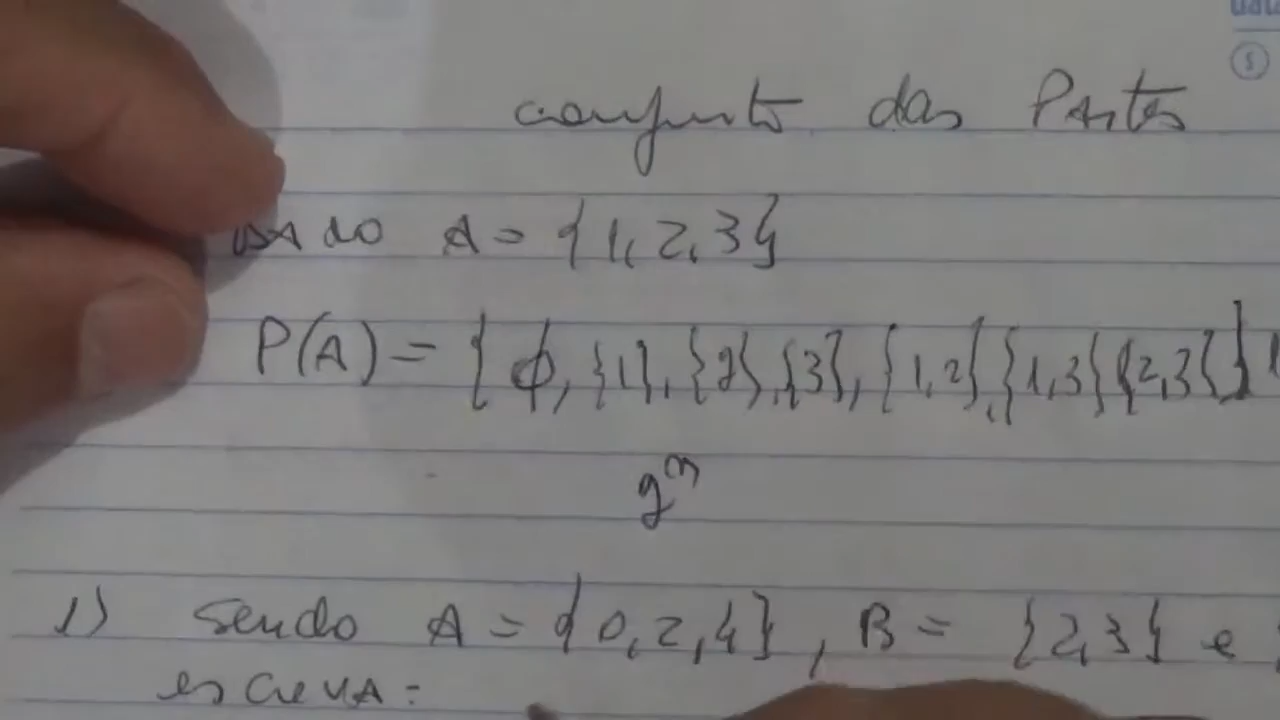 data
S
conjunto das Partes
DAdo A = {1, 2, 3}
P(A) = { ϕ, {1}, {2}, {3}, {1, 2}, {1, 3} {2, 3} }
2ⁿ
1) Sendo A = {0, 2, 4}, B = {2, 3} e
escrevA: